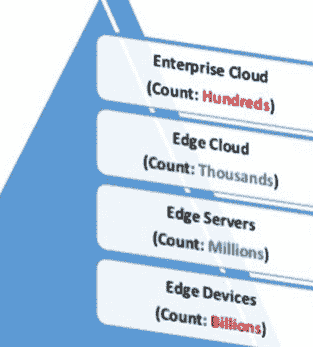 Enterprise Cloud
(Count: Hundreds)
Edge Cloud
(Count: Thousands)
Edge Servers
(Count: Millions)
Edge Devices
(Count: Billions)